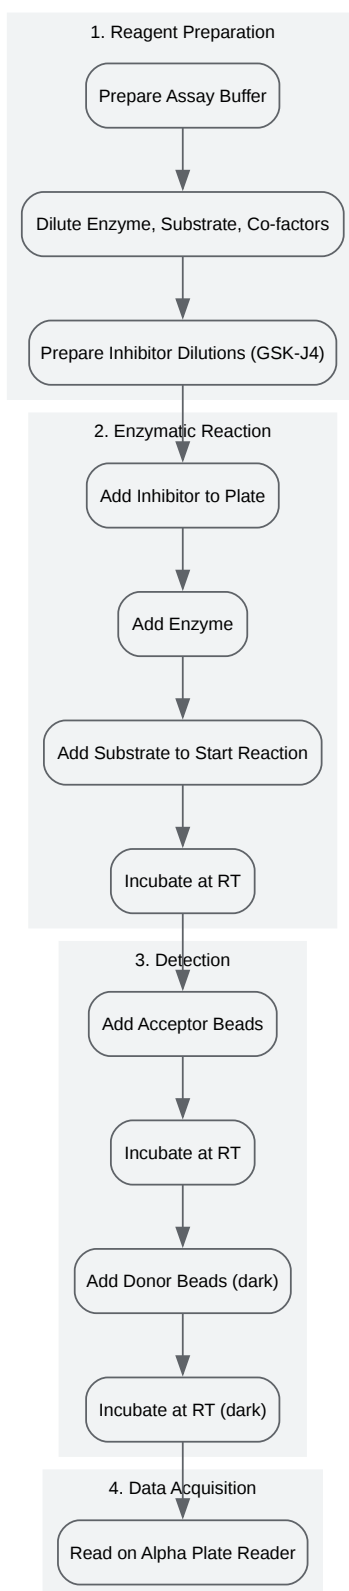 1. Reagent Preparation
Prepare Assay Buffer
Dilute Enzyme, Substrate, Co-factors
Prepare Inhibitor Dilutions (GSK-J4)
2. Enzymatic Reaction
Add Inhibitor to Plate
Add Enzyme
Add Substrate to Start Reaction
Incubate at RT
3. Detection
Add Acceptor Beads
Incubate at RT
Add Donor Beads (dark)
Incubate at RT (dark)
4. Data Acquisition
Read on Alpha Plate Reader